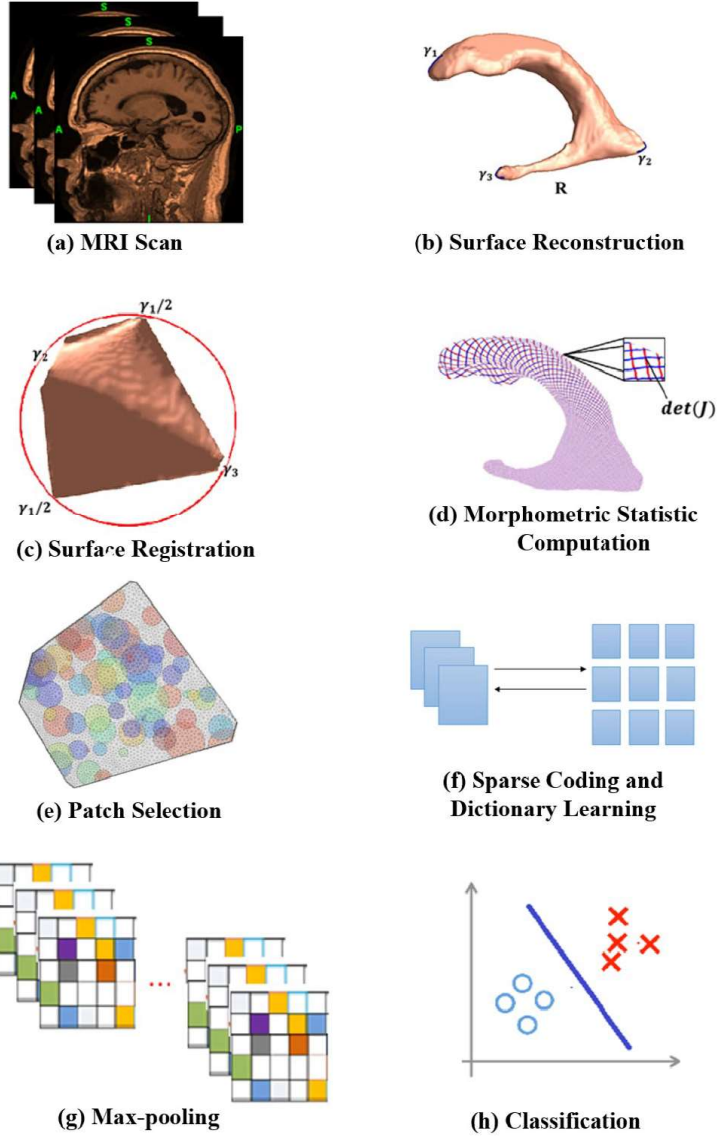 S
S
S
A
A
A
P
I
(a) MRI Scan
γ₁
γ₂
γ₃
R
(b) Surface Reconstruction
γ₁/2
γ₂
γ₃
γ₁/2
(c) Surface Registration
det(J)
(d) Morphometric Statistic
Computation
(e) Patch Selection
(f) Sparse Coding and
Dictionary Learning
...
(g) Max-pooling
(h) Classification